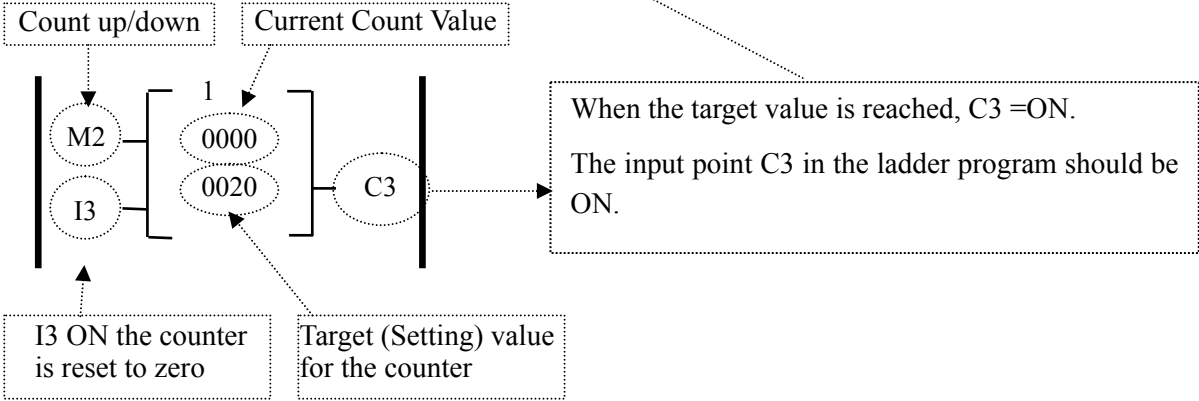 Count up/down
Current Count Value
1
M2
0000
0020
I3
C3
When the target value is reached, C3 =ON.
The input point C3 in the ladder program should be
ON.
I3 ON the counter
is reset to zero
Target (Setting) value
for the counter